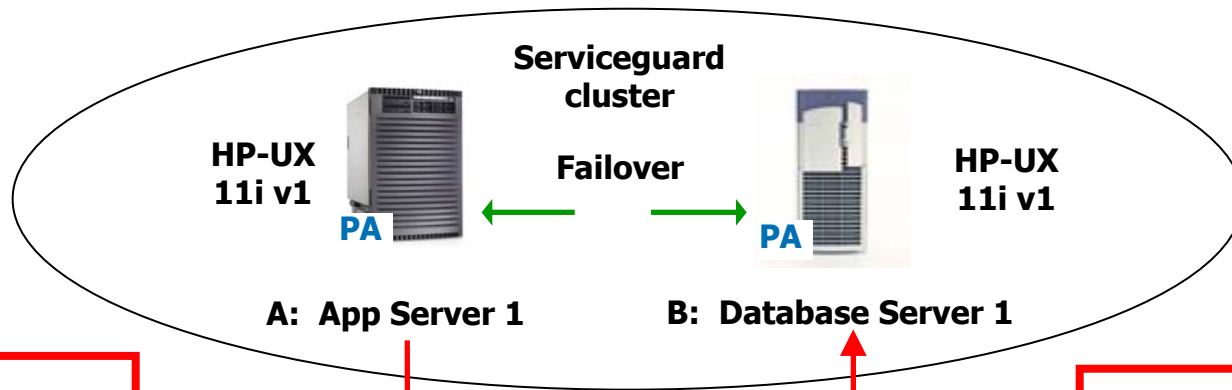 Serviceguard
cluster
HP-UX
11i v1
Failover
HP-UX
11i v1
PA
PA
A: App Server 1
B: Database Server 1